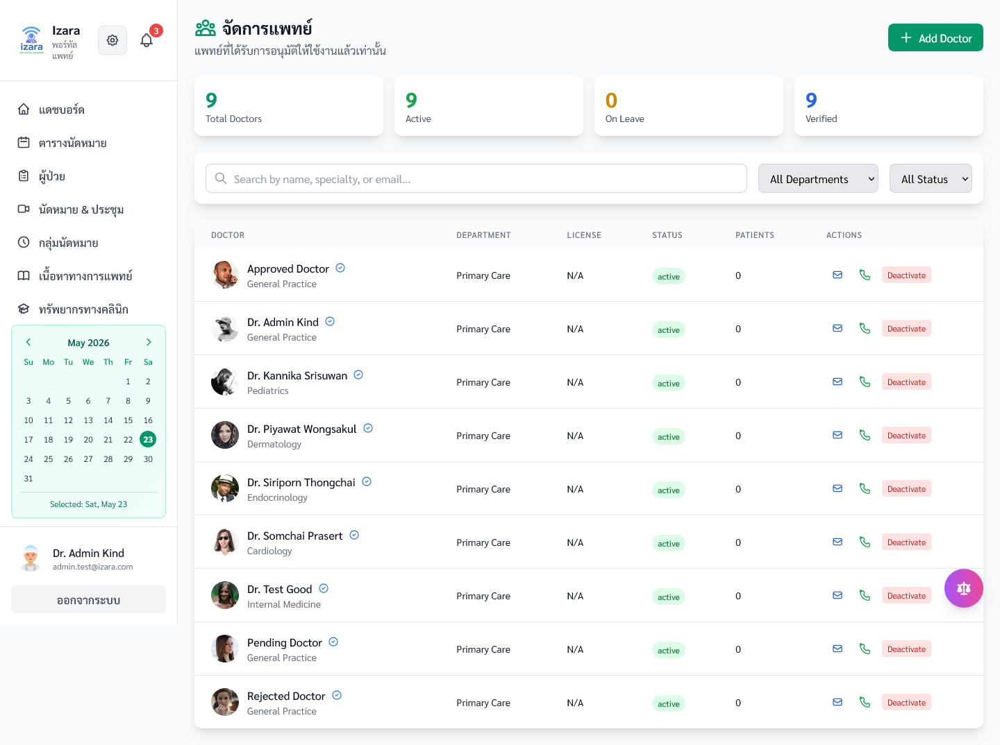 Izara
พอร์ทัล
แพทย์
izara
3
แดชบอร์ด
ตารางนัดหมาย
ผู้ป่วย
นัดหมาย & ประชุม
กลุ่มนัดหมาย
เนื้อหาทางการแพทย์
ทรัพยากรทางคลินิก
May 2026
Su Mo Tu We Th Fr Sa
1 2
3 4 5 6 7 8 9
10 11 12 13 14 15 16
17 18 19 20 21 22 23
24 25 26 27 28 29 30
31
Selected: Sat, May 23
Dr. Admin Kind
admin.test@izara.com
ออกจากระบบ
จัดการแพทย์
แพทย์ที่ได้รับการอนุมัติให้ใช้งานแล้วเท่านั้น
Add Doctor
9
Total Doctors
9
Active
0
On Leave
9
Verified
Search by name, specialty, or email...
All Departments
All Status
DOCTOR DEPARTMENT LICENSE STATUS PATIENTS ACTIONS
Approved Doctor
General Practice
Primary Care N/A active 0 Deactivate
Dr. Admin Kind
General Practice
Primary Care N/A active 0 Deactivate
Dr. Kannika Srisuwan
Pediatrics
Primary Care N/A active 0 Deactivate
Dr. Piyawat Wongsakul
Dermatology
Primary Care N/A active 0 Deactivate
Dr. Siriporn Thongchai
Endocrinology
Primary Care N/A active 0 Deactivate
Dr. Somchai Prasert
Cardiology
Primary Care N/A active 0 Deactivate
Dr. Test Good
Internal Medicine
Primary Care N/A active 0 Deactivate
Pending Doctor
General Practice
Primary Care N/A active 0 Deactivate
Rejected Doctor
General Practice
Primary Care N/A active 0 Deactivate